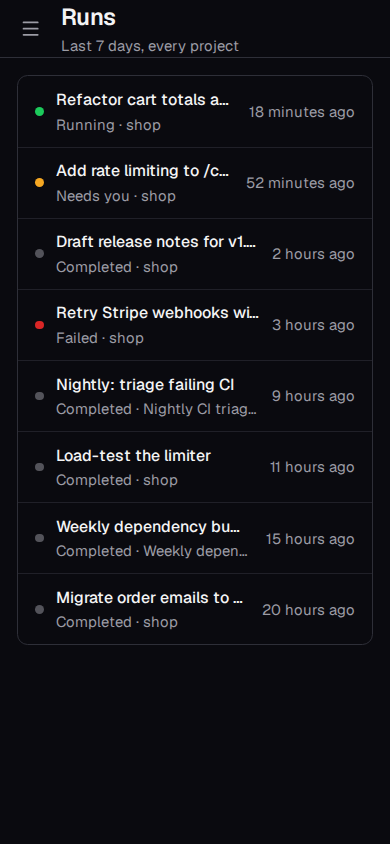 Runs
Last 7 days, every project
Refactor cart totals a...
18 minutes ago
Running · shop
Add rate limiting to /c...
52 minutes ago
Needs you · shop
Draft release notes for v1....
2 hours ago
Completed · shop
Retry Stripe webhooks wi...
3 hours ago
Failed · shop
Nightly: triage failing CI
9 hours ago
Completed · Nightly CI triag...
Load-test the limiter
11 hours ago
Completed · shop
Weekly dependency bu...
15 hours ago
Completed · Weekly depen...
Migrate order emails to ...
20 hours ago
Completed · shop